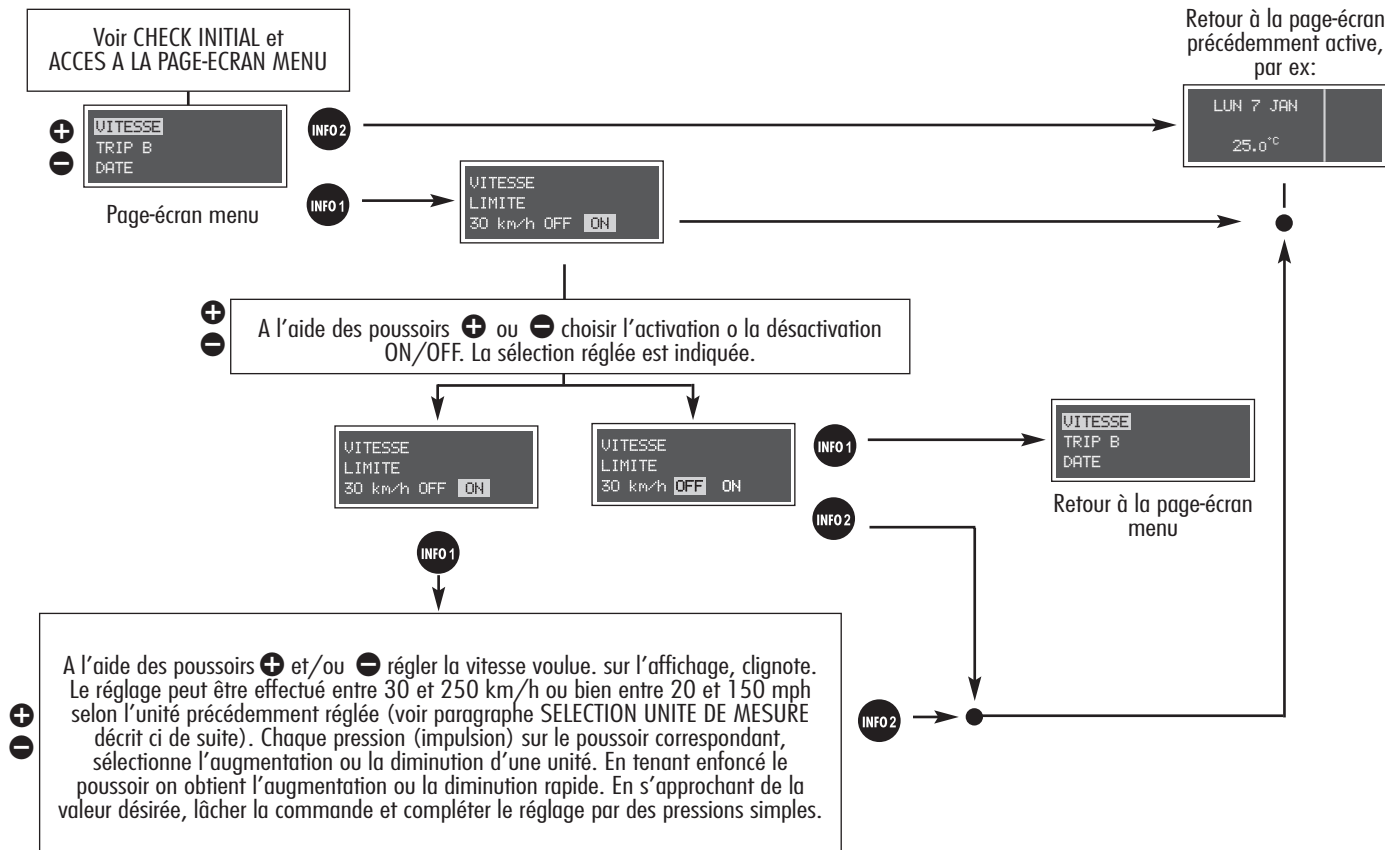 Voir CHECK INITIAL et
ACCES A LA PAGE-ECRAN MENU
Retour à la page-écran
précédemment active,
par ex:
VITESSE
TRIP B
DATE
Page-écran menu
INFO 2
LUN 7 JAN
25.0°C
INFO 1
VITESSE
LIMITE
30 km/h OFF ON
A l'aide des poussoirs + ou - choisir l'activation o la désactivation
ON/OFF. La sélection réglée est indiquée.
VITESSE
LIMITE
30 km/h OFF ON
VITESSE
LIMITE
30 km/h OFF ON
INFO 1
VITESSE
TRIP B
DATE
Retour à la page-écran
menu
INFO 2
INFO 1
A l'aide des poussoirs + et/ou - régler la vitesse voulue. sur l'affichage, clignote.
Le réglage peut être effectué entre 30 et 250 km/h ou bien entre 20 et 150 mph
selon l'unité précédemment réglée (voir paragraphe SELECTION UNITE DE MESURE
décrit ci de suite). Chaque pression (impulsion) sur le poussoir correspondant,
sélectionne l'augmentation ou la diminution d'une unité. En tenant enfoncé le
poussoir on obtient l'augmentation ou la diminution rapide. En s'approchant de la
valeur désirée, lâcher la commande et compléter le réglage par des pressions simples.
INFO 2